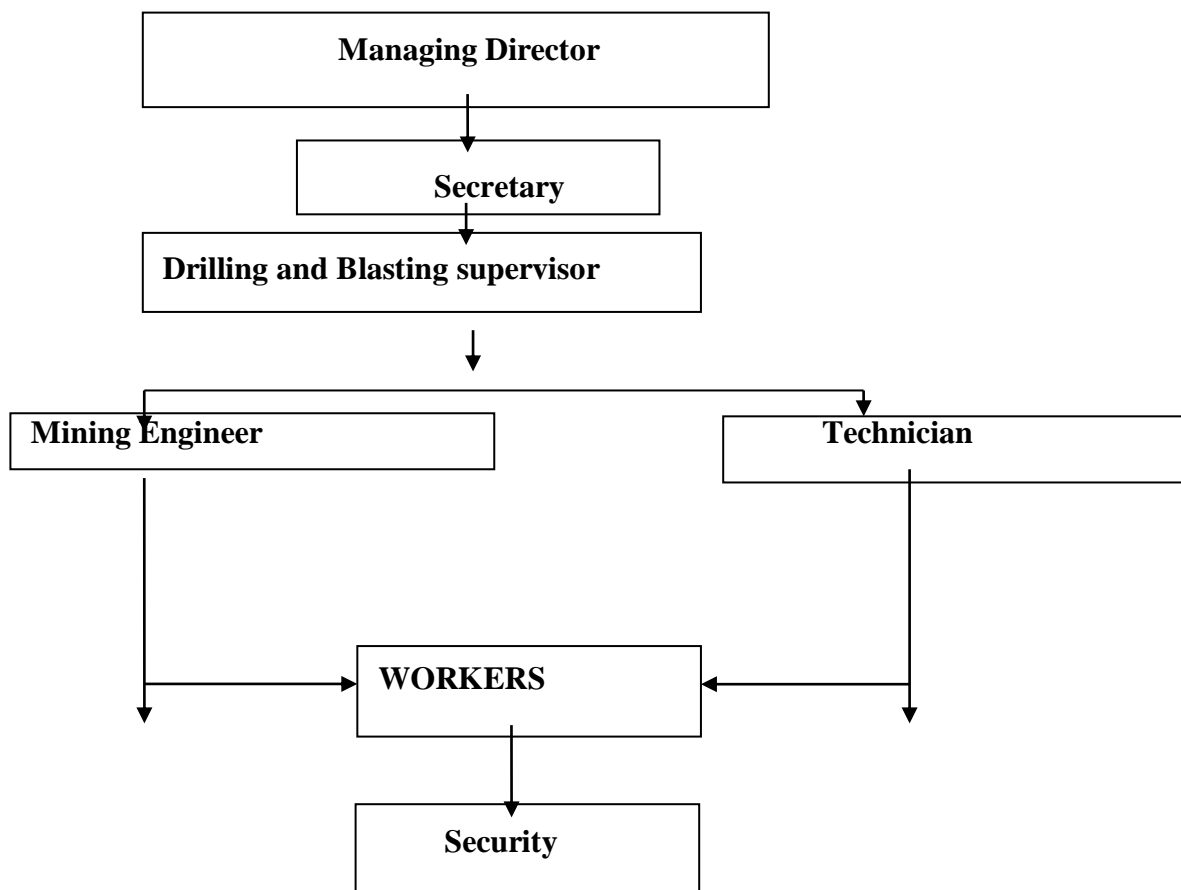 Managing Director
Secretary
Drilling and Blasting supervisor
Mining Engineer
Technician
WORKERS
Security